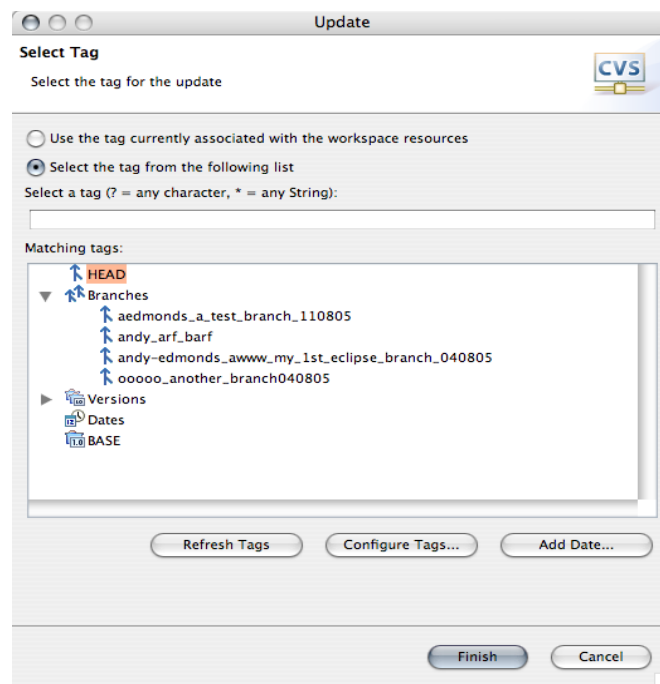 Update
Select Tag
Select the tag for the update
CVS
Use the tag currently associated with the workspace resources
Select the tag from the following list
Select a tag (? = any character, * = any String):
Matching tags:
HEAD
Branches
aedmonds_a_test_branch_110805
andy_arf_barf
andy-edmonds_awww_my_1st_eclipse_branch_040805
ooooo_another_branch040805
Versions
Dates
1.0 BASE
Refresh Tags Configure Tags... Add Date...
Finish Cancel